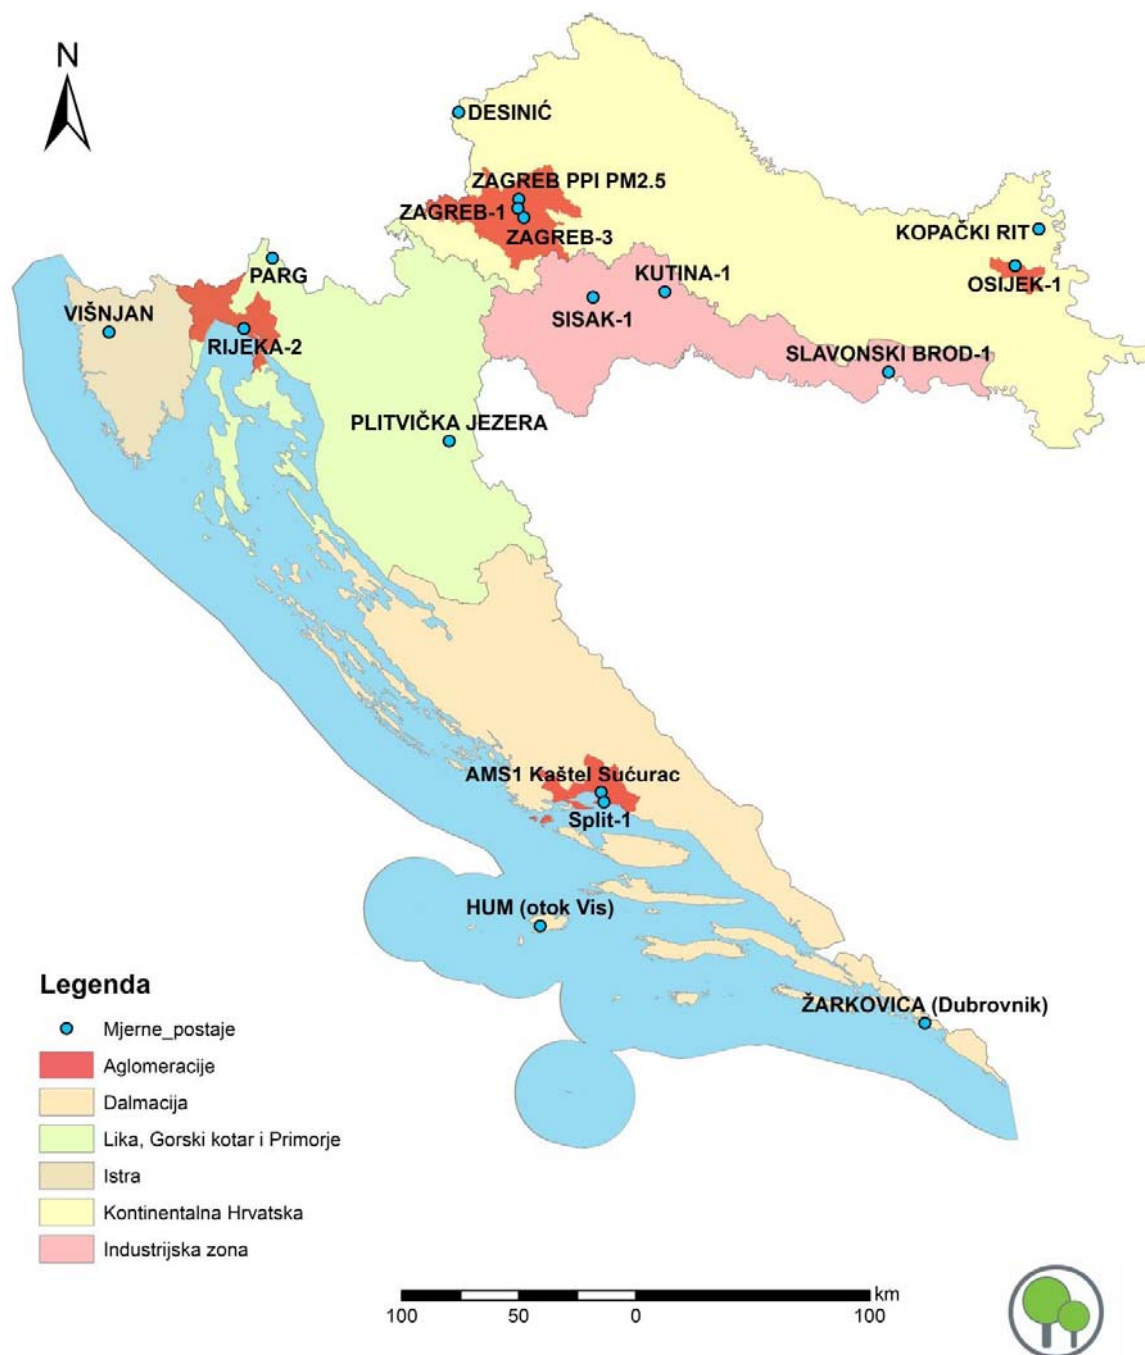 N
DESINIĆ
ZAGREB PPI PM2.5
ZAGREB-1
ZAGREB-3
KOPAČKI RIT
OSIJEK-1
PARG
KUTINA-1
SISAK-1
VIŠNJAN
RIJEKA-2
SLAVONSKI BROD-1
PLITVIČKA JEZERA
AMS1 Kaštel Sućurac
Split-1
HUM (otok Vis)
ŽARKOVICA (Dubrovnik)
Legenda
Mjerne_postaje
Aglomeracije
Dalmacija
Lika, Gorski kotar i Primorje
Istra
Kontinentalna Hrvatska
Industrijska zona
km
100 50 0 100